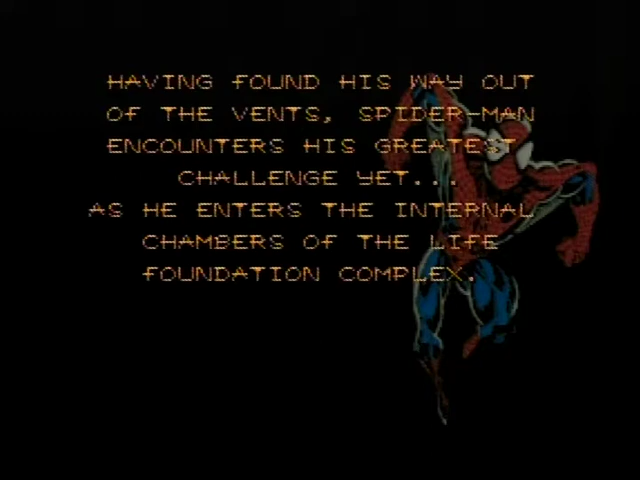 HAVING FOUND HIS WAY OUT
OF THE VENTS, SPIDER-MAN
ENCOUNTERS HIS GREATEST
CHALLENGE YET...
AS HE ENTERS THE INTERNAL
CHAMBERS OF THE LIFE
FOUNDATION COMPLEX.